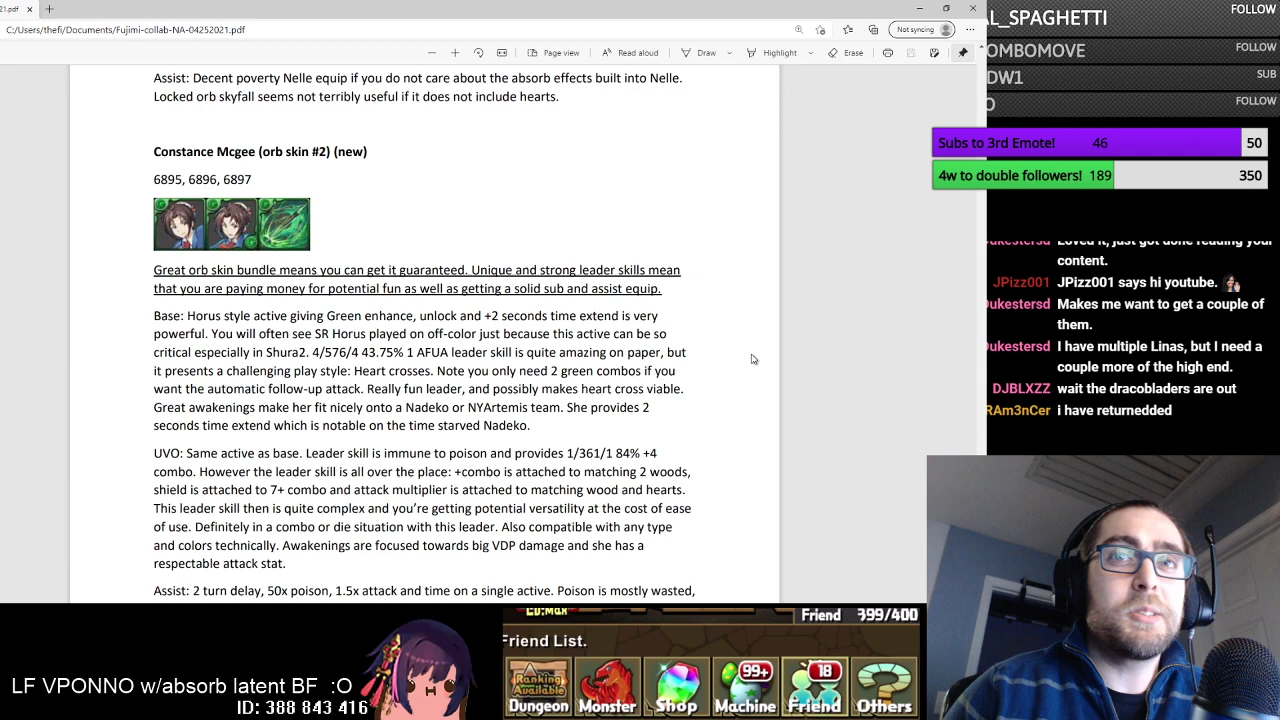 21.pdf
C:/Users/thefi/Documents/Fujimi-collab-NA-04252021.pdf
Not syncing
Page view
Read aloud
Draw
Highlight
Erase
Assist: Decent poverty Nelle equip if you do not care about the absorb effects built into Nelle.
Locked orb skyfall seems not terribly useful if it does not include hearts.
Constance Mcgee (orb skin #2) (new)
6895, 6896, 6897
Great orb skin bundle means you can get it guaranteed. Unique and strong leader skills mean
that you are paying money for potential fun as well as getting a solid sub and assist equip.
Base: Horus style active giving Green enhance, unlock and +2 seconds time extend is very
powerful. You will often see SR Horus played on off-color just because this active can be so
critical especially in Shura2. 4/576/4 43.75% 1 AFUA leader skill is quite amazing on paper, but
it presents a challenging play style: Heart crosses. Note you only need 2 green combos if you
want the automatic follow-up attack. Really fun leader, and possibly makes heart cross viable.
Great awakenings make her fit nicely onto a Nadeko or NYArtemis team. She provides 2
seconds time extend which is notable on the time starved Nadeko.
UVO: Same active as base. Leader skill is immune to poison and provides 1/361/1 84% +4
combo. However the leader skill is all over the place: +combo is attached to matching 2 woods,
shield is attached to 7+ combo and attack multiplier is attached to matching wood and hearts.
This leader skill then is quite complex and you're getting potential versatility at the cost of ease
of use. Definitely in a combo or die situation with this leader. Also compatible with any type
and colors technically. Awakenings are focused towards big VDP damage and she has a
respectable attack stat.
Assist: 2 turn delay, 50x poison, 1.5x attack and time on a single active. Poison is mostly wasted,
AL_SPAGHETTI FOLLOW
OMBOMOVE FOLLOW
DW1 SUB
O FOLLOW
Subs to 3rd Emote! 46 50
4w to double followers! 189 350
Dukestersd Loved it, just got done reading your
content.
JPizz001 JPizz001 says hi youtube.
Dukestersd Makes me want to get a couple of
them.
Dukestersd I have multiple Linas, but I need a
couple more of the high end.
DJBLXZZ wait the dracobladers are out
RAm3nCer i have returnedded
LF VPONNO w/absorb latent BF :O
ID: 388 843 416
LU:Max
Friend 399/400
Friend List.
Ranking
Available
99+
18
Dungeon
Monster
Shop
Machine
Friend
Others